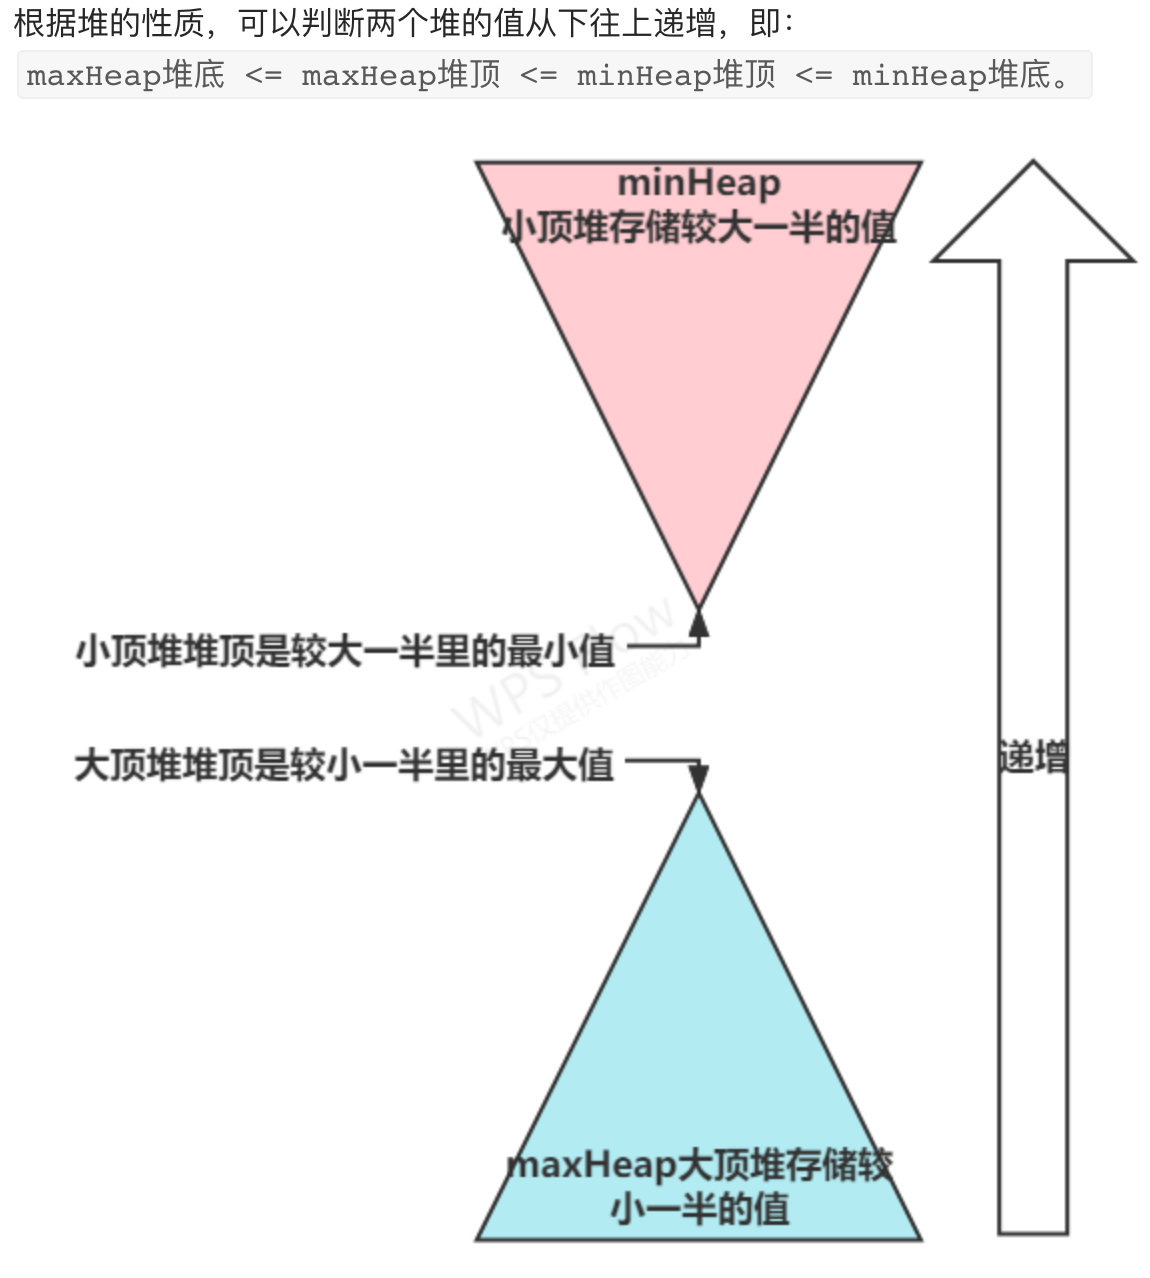 根据堆的性质，可以判断两个堆的值从下往上递增，即：
maxHeap堆底 <= maxHeap堆顶 <= minHeap堆顶 <= minHeap堆底。
minHeap
小顶堆存储较大一半的值
小顶堆堆顶是较大一半里的最小值
WPS Flow
WPS仅提供作图能力
大顶堆堆顶是较小一半里的最大值
递增
maxHeap大顶堆存储较
小一半的值